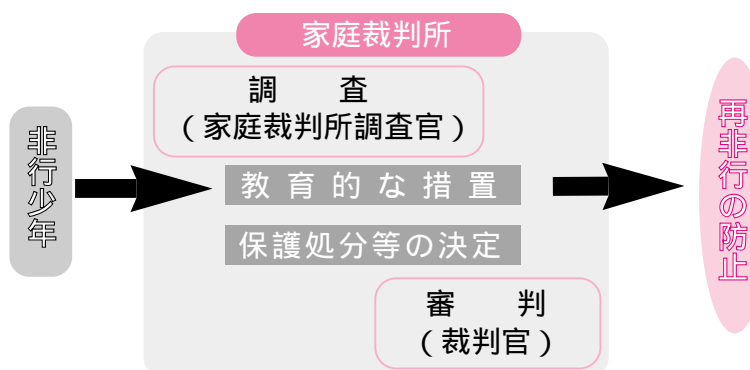 家庭裁判所
調　査
（家庭裁判所調査官）
非行少年
教育的な措置
保護処分等の決定
審　判
（裁判官）
再非行の防止